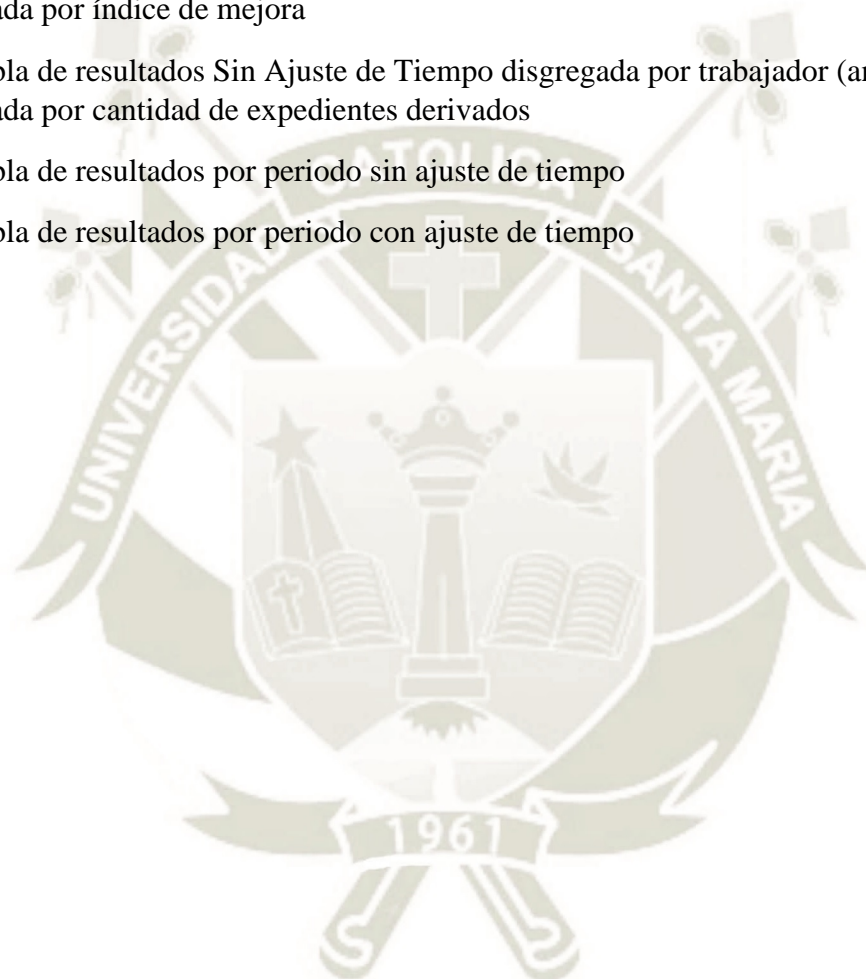 ada por índice de mejora
bla de resultados Sin Ajuste de Tiempo disgregada por trabajador (an
ada por cantidad de expedientes derivados
bla de resultados por periodo sin ajuste de tiempo
bla de resultados por periodo con ajuste de tiempo
UNIVERSIDAD CATOLICA SANTA MARIA
1961